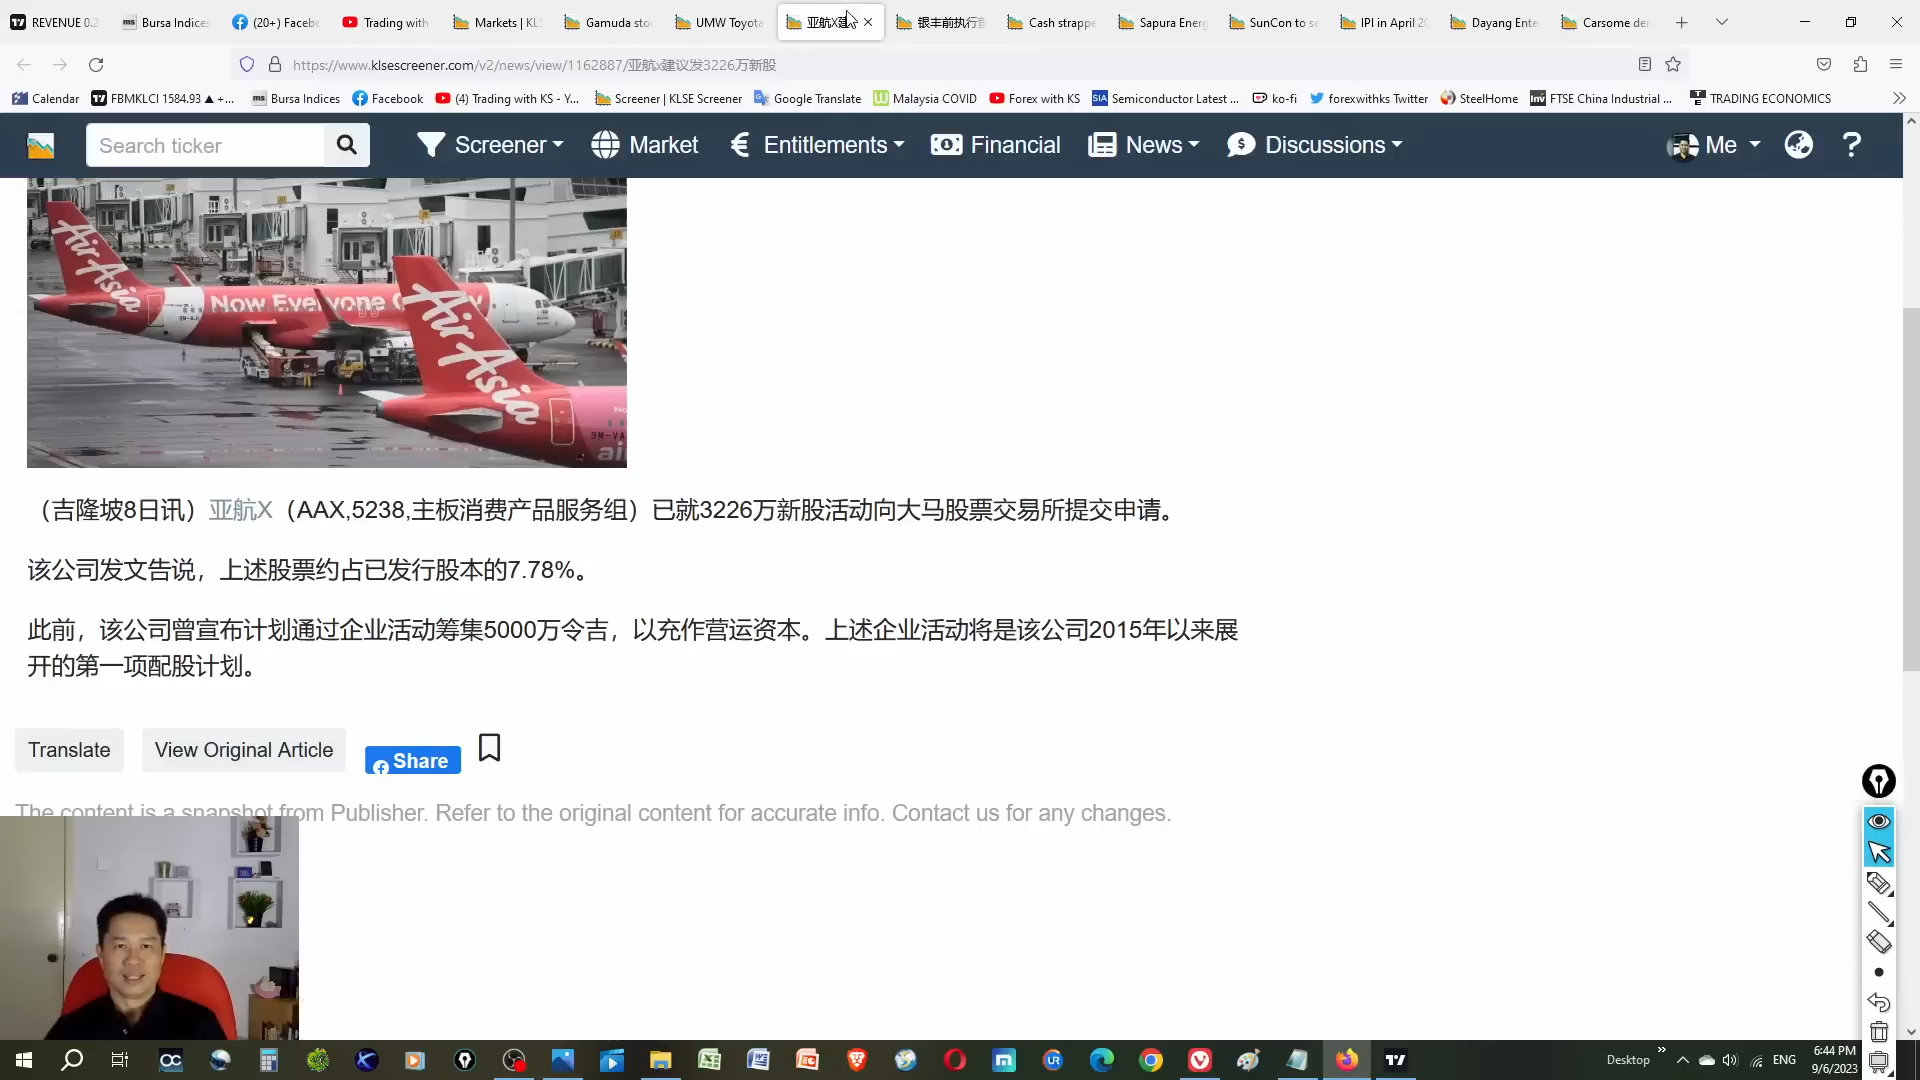 REVENUE 0.2
Bursa Indices
(20+) Faceb
Trading with
Markets | KL
Gamuda sto
UMW Toyota
亚航X建
银丰前执行
Cash strappe
Sapura Energ
SunCon to se
IPI in April 20
Dayang Ente
Carsome de
https://www.klsescreener.com/v2/news/view/1162887/亚航x建议发3226万新股
Calendar
FBMKLCI 1584.93 ▲ +...
Bursa Indices
Facebook
(4) Trading with KS - Y...
Screener | KLSE Screener
Google Translate
Malaysia COVID
Forex with KS
Semiconductor Latest ...
ko-fi
forexwithks Twitter
SteelHome
FTSE China Industrial ...
TRADING ECONOMICS
Search ticker
Screener
Market
Entitlements
Financial
News
Discussions
Me
AirAsia
Now Everyone C
AirAsia
（吉隆坡8日讯）亚航X（AAX,5238,主板消费产品服务组）已就3226万新股活动向大马股票交易所提交申请。
该公司发文告说，上述股票约占已发行股本的7.78%。
此前，该公司曾宣布计划通过企业活动筹集5000万令吉，以充作营运资本。上述企业活动将是该公司2015年以来展
开的第一项配股计划。
Translate
View Original Article
Share
The content is a snapshot from Publisher. Refer to the original content for accurate info. Contact us for any changes.
Desktop
ENG
6:44 PM
9/6/2023